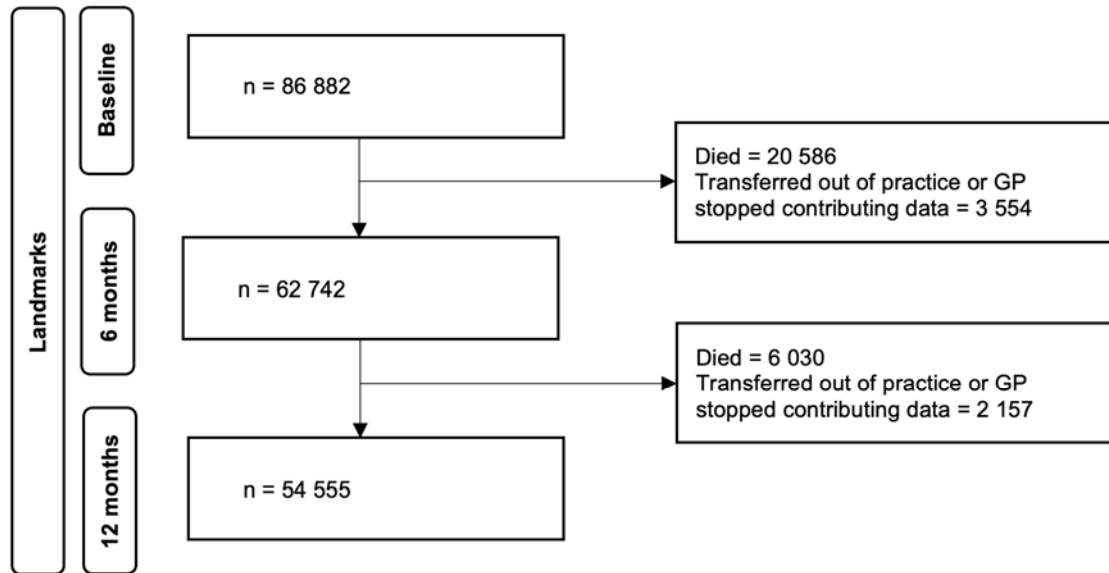 Landmarks
Baseline
n = 86 882
Died = 20 586
Transferred out of practice or GP
stopped contributing data = 3 554
6 months
n = 62 742
Died = 6 030
Transferred out of practice or GP
stopped contributing data = 2 157
12 months
n = 54 555